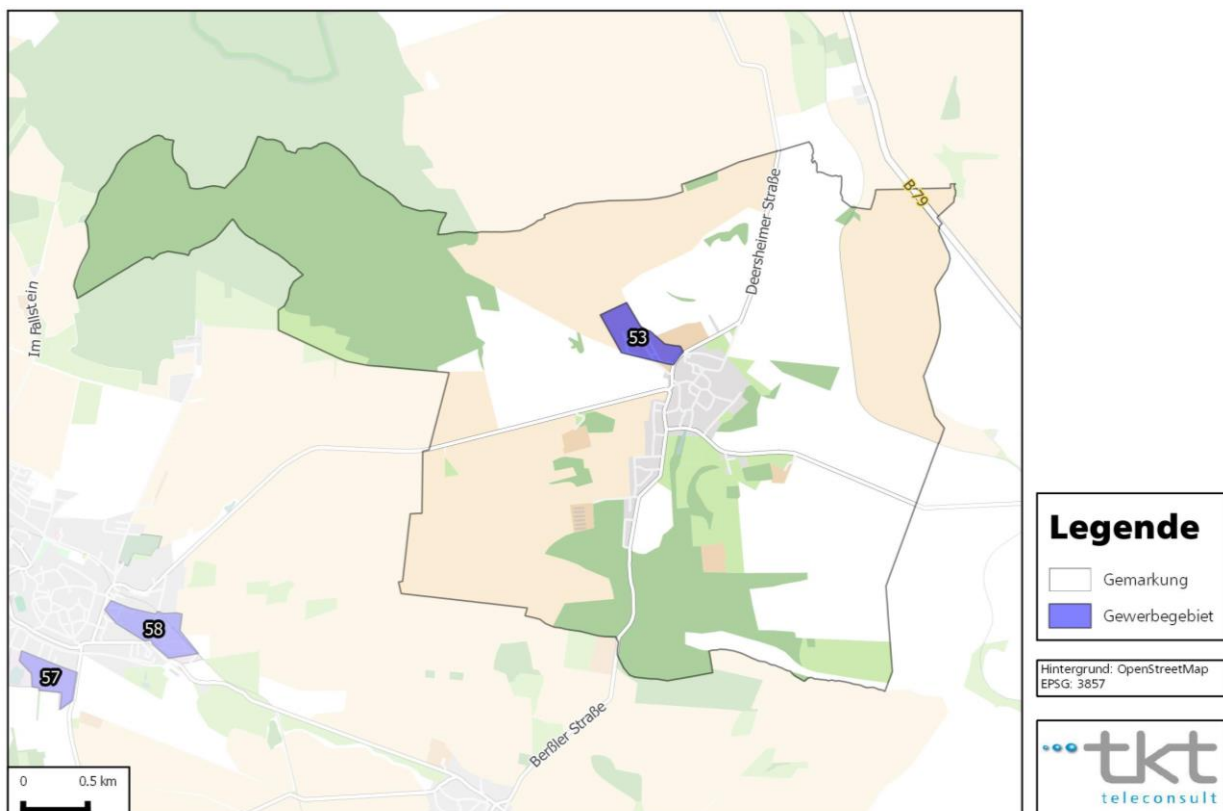 B 79
Deersheimer Straße
Im Fallstein
53
58
57
Berßler Straße
0 0.5 km
Legende
Gemarkung
Gewerbegebiet
Hintergrund: OpenStreetMap
EPSG: 3857
tkt
teleconsult